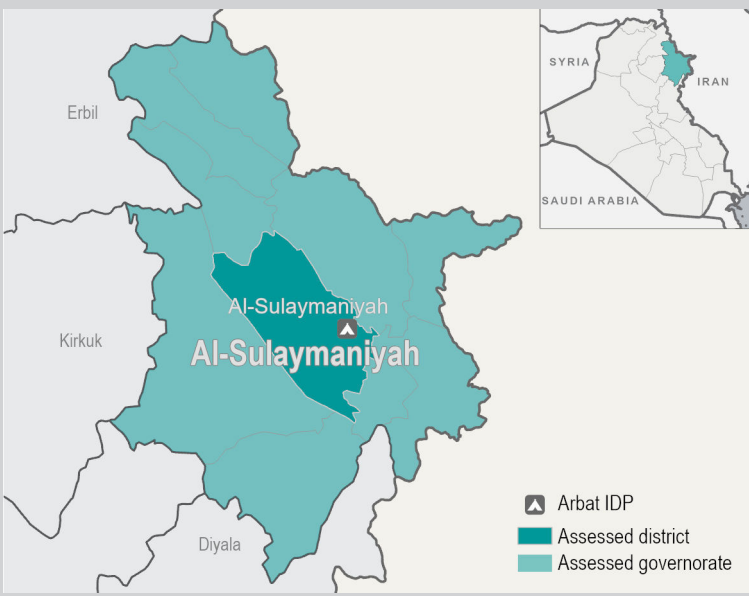 SYRIA
IRAN
SAUDI ARABIA
Erbil
Al-Sulaymaniyah
Al-Sulaymaniyah
Kirkuk
Diyala
Arbat IDP
Assessed district
Assessed governorate